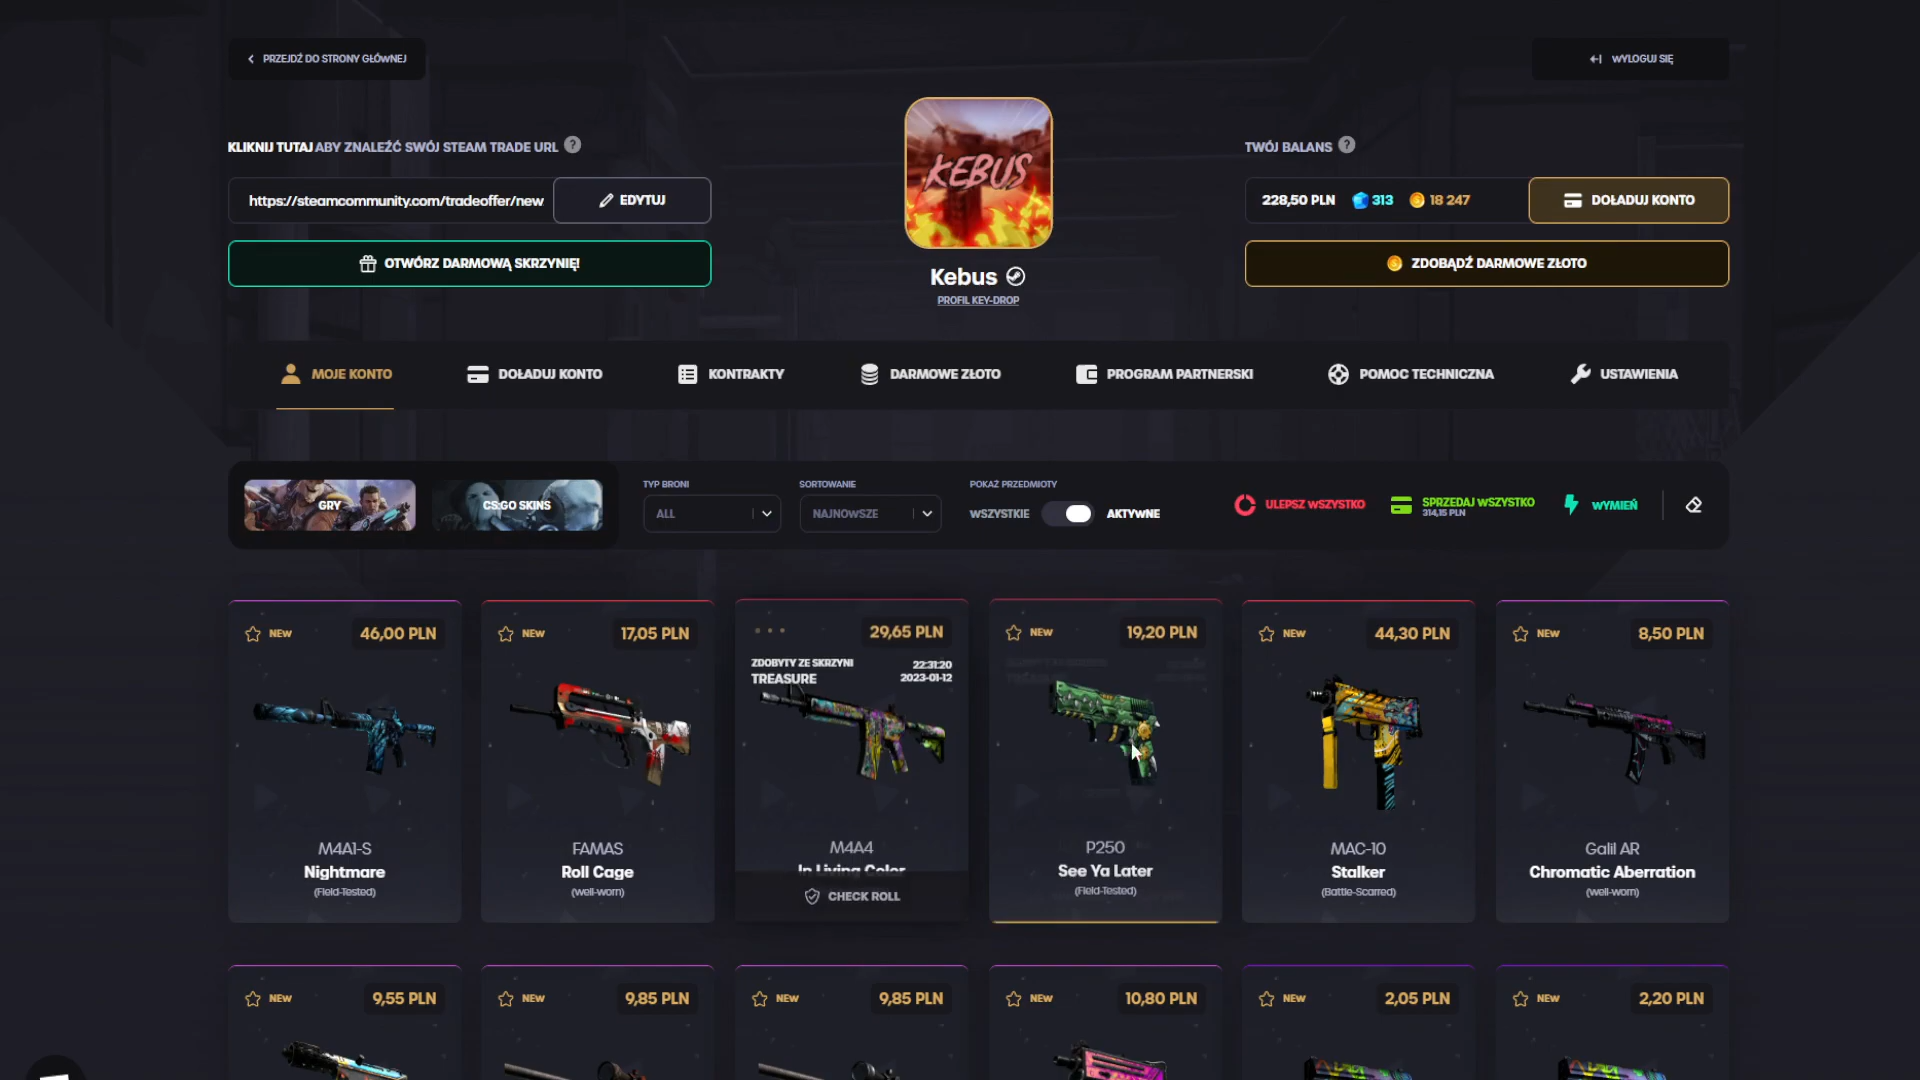 PRZEJDŹ DO STRONY GŁÓWNEJ
WYLOGUJ SIĘ
KLIKNIJ TUTAJ ABY ZNALEŹĆ SWÓJ STEAM TRADE URL ?
https://steamcommunity.com/tradeoffer/new
EDYTUJ
OTWÓRZ DARMOWĄ SKRZYNIĘ!
KEBUS
Kebus
PROFIL KEY-DROP
TWÓJ BALANS ?
228,50 PLN 313 18 247
DOŁADUJ KONTO
ZDOBĄDŹ DARMOWE ZŁOTO
MOJE KONTO
DOŁADUJ KONTO
KONTRAKTY
DARMOWE ZŁOTO
PROGRAM PARTNERSKI
POMOC TECHNICZNA
USTAWIENIA
GRY
CS:GO SKINS
TYP BRONI
ALL
SORTOWANIE
NAJNOWSZE
POKAŻ PRZEDMIOTY
WSZYSTKIE AKTYWNE
ULEPSZ WSZYSTKO
SPRZEDAJ WSZYSTKO
314,15 PLN
WYMIEŃ
NEW 46,00 PLN
M4A1-S
Nightmare
(Field-Tested)
NEW 17,05 PLN
FAMAS
Roll Cage
(well-worn)
29,65 PLN
ZDOBYTY ZE SKRZYNI 22:31:20
TREASURE 2023-01-12
M4A4
In Living Color
CHECK ROLL
NEW 19,20 PLN
P250
See Ya Later
(Field-Tested)
NEW 44,30 PLN
MAC-10
Stalker
(Battle-Scarred)
NEW 8,50 PLN
Galil AR
Chromatic Aberration
(well-worn)
NEW 9,55 PLN
NEW 9,85 PLN
NEW 9,85 PLN
NEW 10,80 PLN
NEW 2,05 PLN
NEW 2,20 PLN